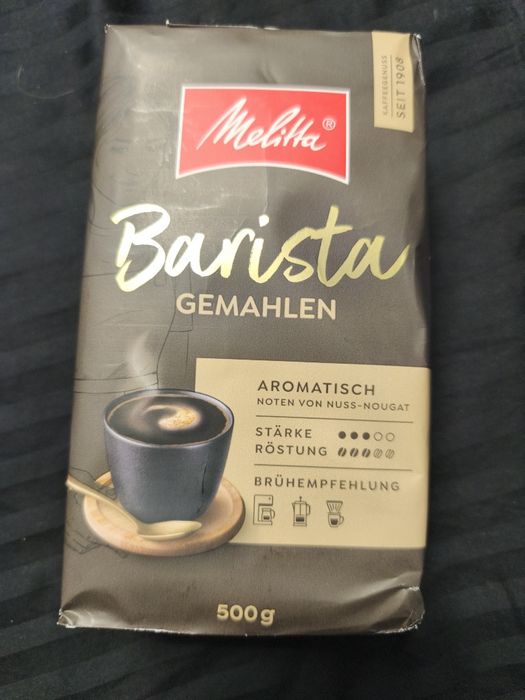 KAFFEEGENUSS
SEIT 1908
Melitta®
Barista
GEMAHLEN
AROMATISCH
NOTEN VON NUSS-NOUGAT
STÄRKE
RÖSTUNG
BRÜHEMPFEHLUNG
500g